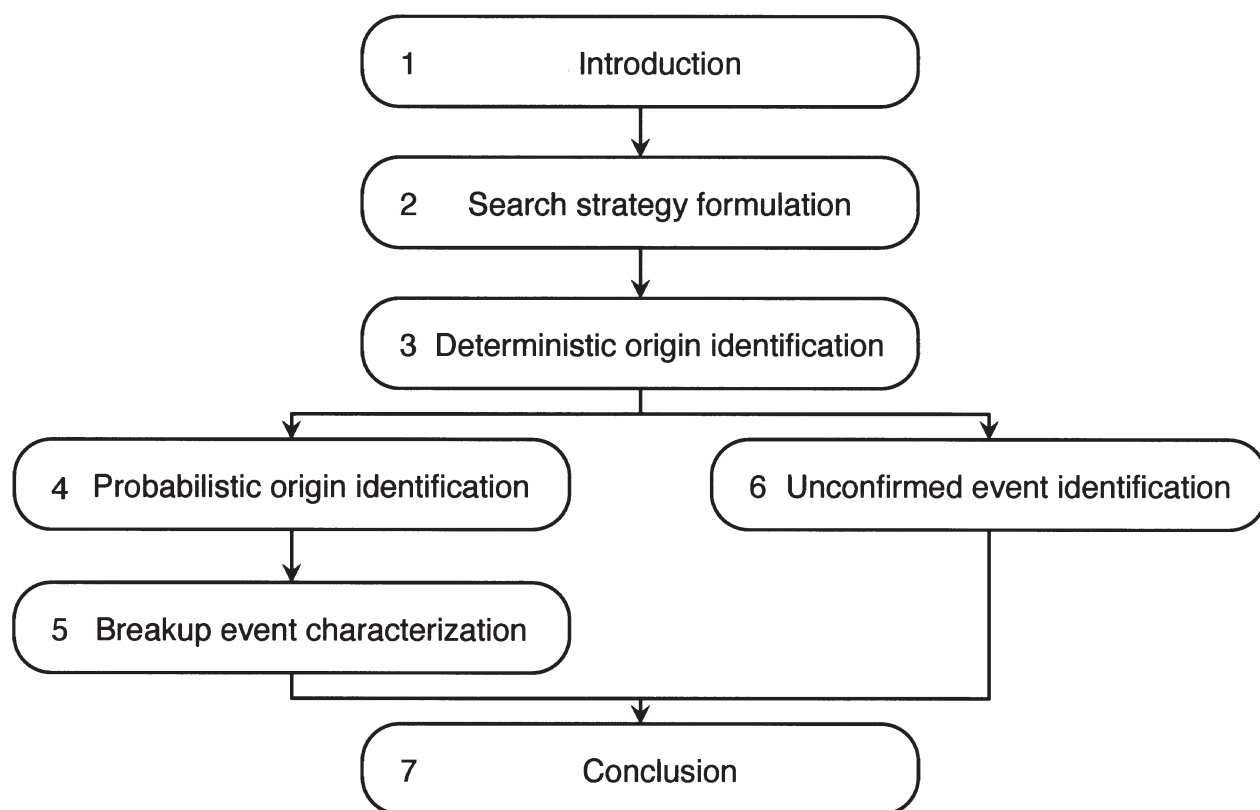 1 Introduction
2 Search strategy formulation
3 Deterministic origin identification
4 Probabilistic origin identification
6 Unconfirmed event identification
5 Breakup event characterization
7 Conclusion